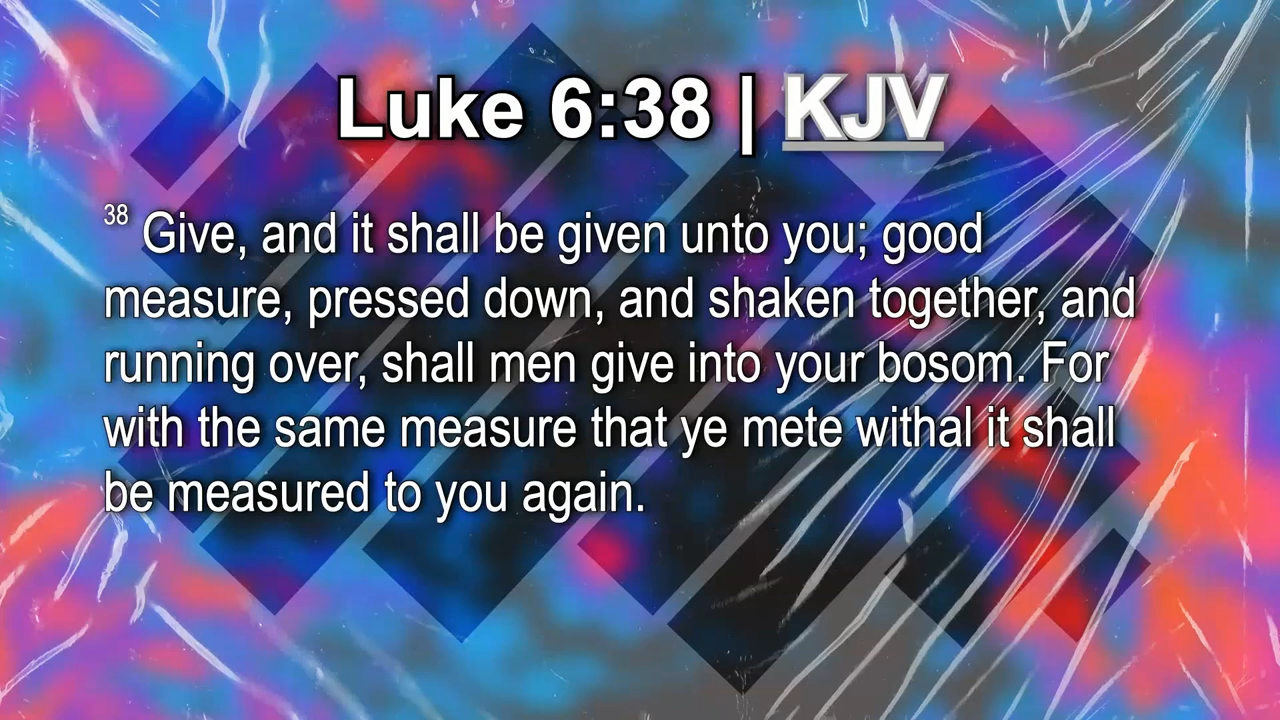 Luke 6:38 | KJV
38 Give, and it shall be given unto you; good
measure, pressed down, and shaken together, and
running over, shall men give into your bosom. For
with the same measure that ye mete withal it shall
be measured to you again.